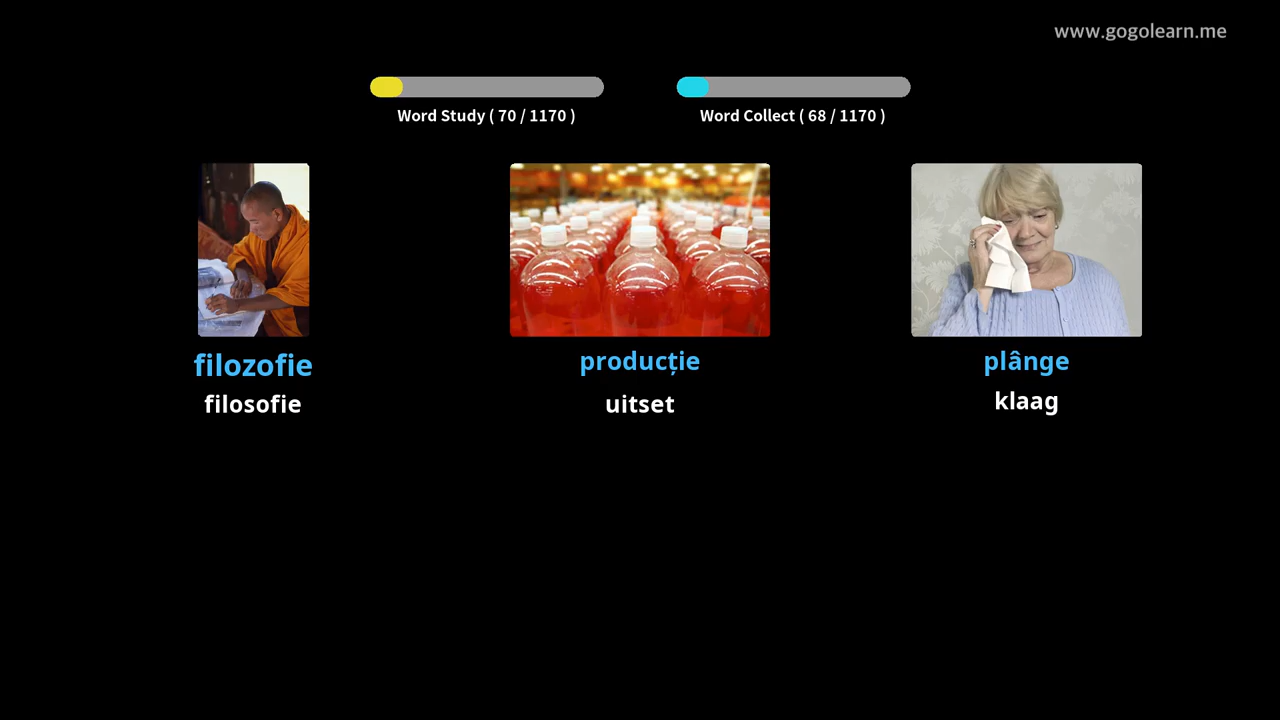 www.gogolearn.me
Word Study ( 70 / 1170 )
Word Collect ( 68 / 1170 )
filozofie
filosofie
producție
uitset
plânge
klaag